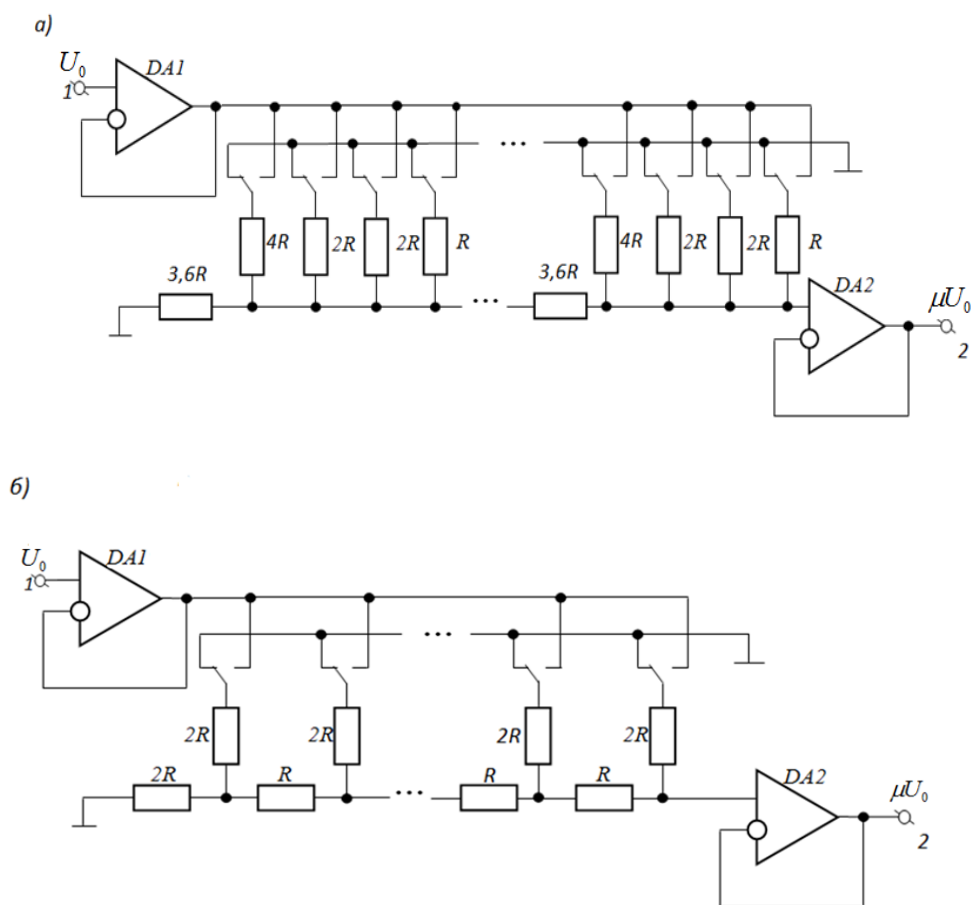 а)
U₀
1
DA1
...
4R 2R 2R R 4R 2R 2R R
3,6R ... 3,6R
DA2
μU₀
2
б)
U₀
1
DA1
...
2R 2R 2R 2R
2R R ... R R
DA2
μU₀
2